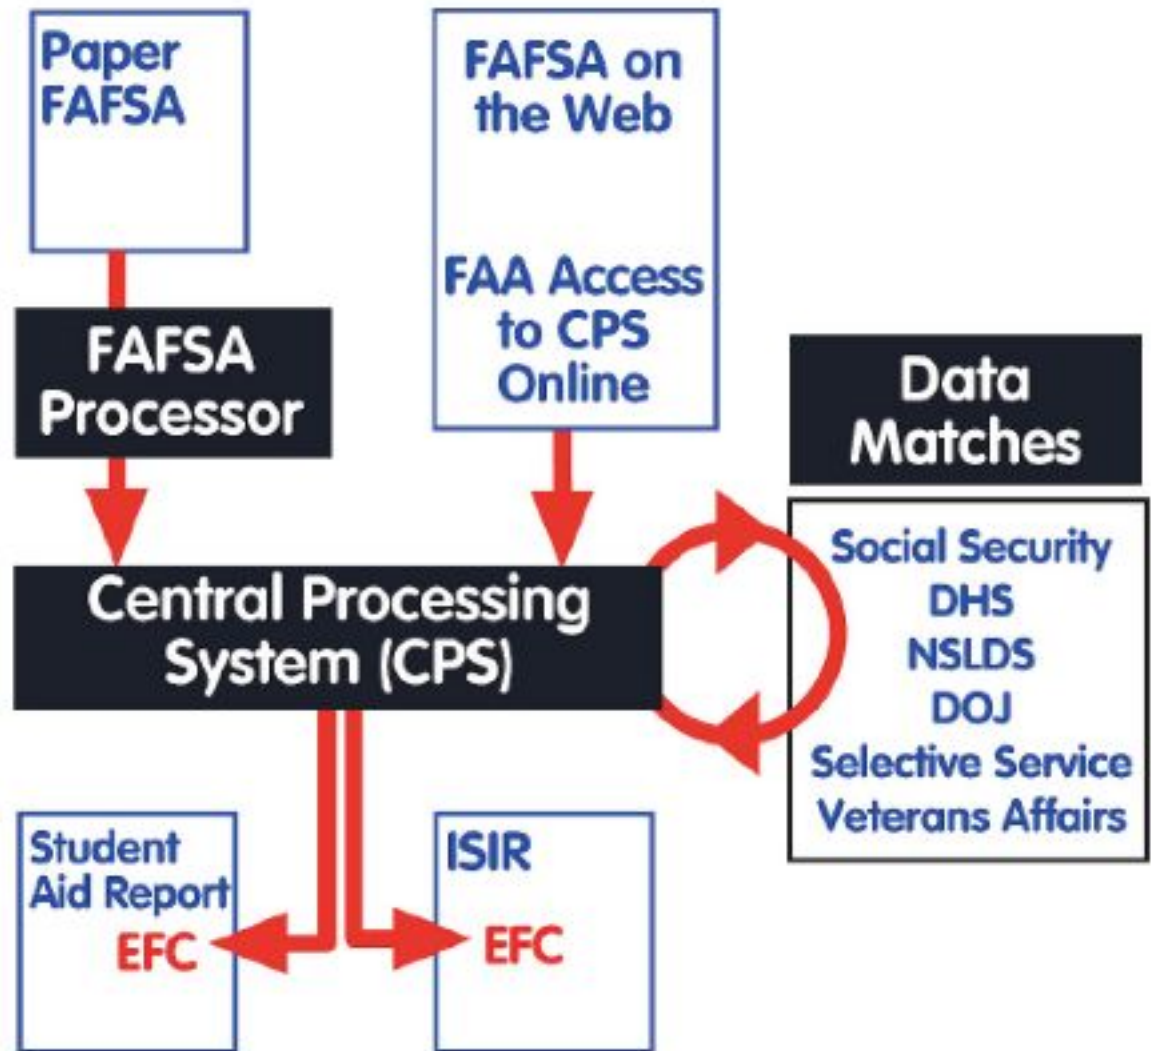 Paper
FAFSA
FAFSA on
the Web
FAA Access
to CPS
Online
FAFSA
Processor
Data
Matches
Social Security
DHS
NSLDS
DOJ
Selective Service
Veterans Affairs
Central Processing
System (CPS)
Student
Aid Report
EFC
ISIR
EFC